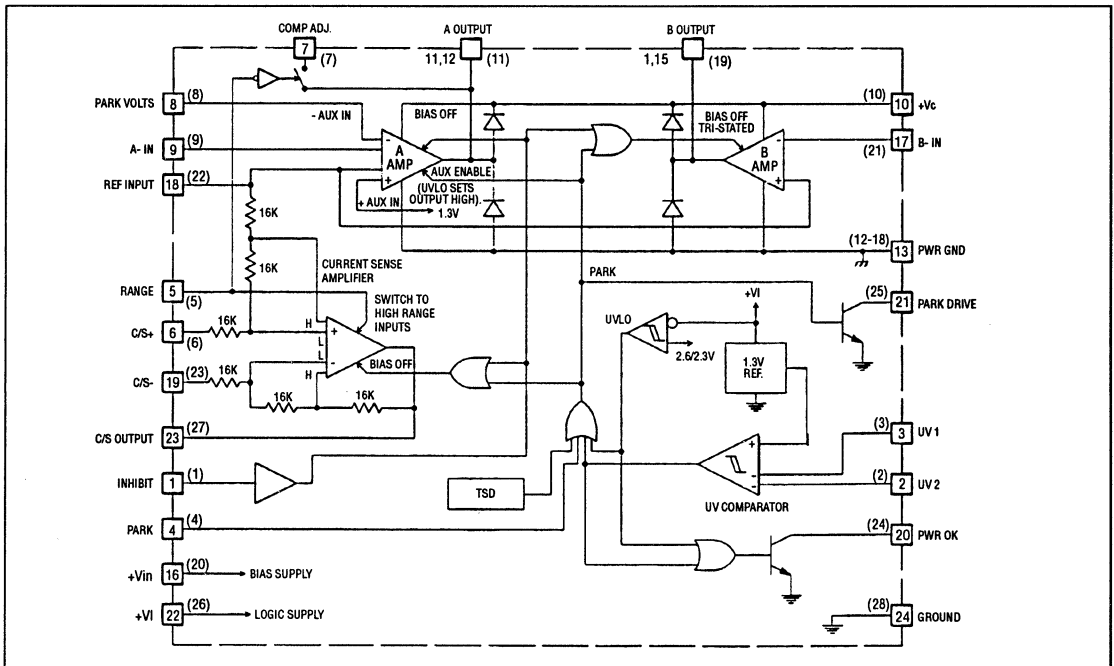 COMP ADJ.
7
(7)
A OUTPUT
11,12
(11)
B OUTPUT
1,15
(19)
PARK VOLTS
8
(8)
- AUX IN
BIAS OFF
BIAS OFF
TRI-STATED
(10)
10
+Vc
A- IN
9
(9)
-
A
AMP
+
AUX ENABLE
(UVLO SETS
OUTPUT HIGH).
+ AUX IN
1.3V
-
B
AMP
+
17
B- IN
(21)
REF INPUT
18
(22)
16K
16K
(12-18)
13
PWR GND
CURRENT SENSE
AMPLIFIER
PARK
RANGE
5
(5)
SWITCH TO
HIGH RANGE
INPUTS
(25)
21
PARK DRIVE
+VI
UVLO
2.6/2.3V
1.3V
REF.
C/S+
6
(6)
16K
H
L
L
H
+
-
BIAS OFF
C/S-
19
(23)
16K
16K
16K
C/S OUTPUT
23
(27)
(3)
3
UV 1
+
-
-
(2)
2
UV 2
UV COMPARATOR
INHIBIT
1
(1)
TSD
PARK
4
(4)
(24)
20
PWR OK
+Vin
16
(20)
BIAS SUPPLY
+VI
22
(26)
LOGIC SUPPLY
(28)
24
GROUND